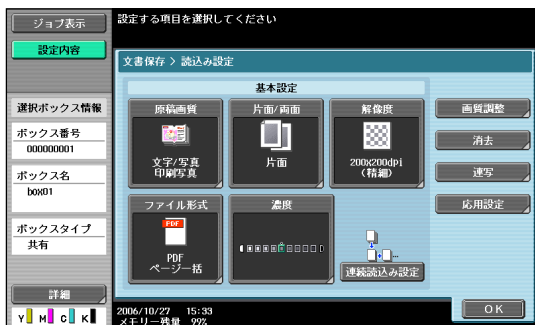 ジョブ表示
設定する項目を選択してください
設定内容
文書保存 > 読込み設定
選択ボックス情報
ボックス番号
000000001
ボックス名
box01
ボックスタイプ
共有
詳細
Y M C K
基本設定
原稿画質
文字/写真
印刷写真
片面/両面
片面
解像度
200x200dpi
(精細)
ファイル形式
PDF
PDF
ページ一括
濃度
連続読込み設定
画質調整
消去
連写
応用設定
2006/10/27 15:33
メモリー残量 99%
OK